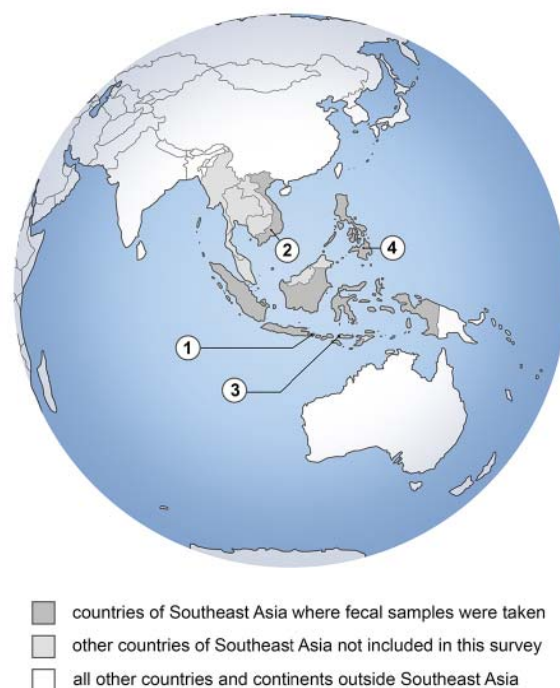 2
4
1
3
countries of Southeast Asia where fecal samples were taken
other countries of Southeast Asia not included in this survey
all other countries and continents outside Southeast Asia